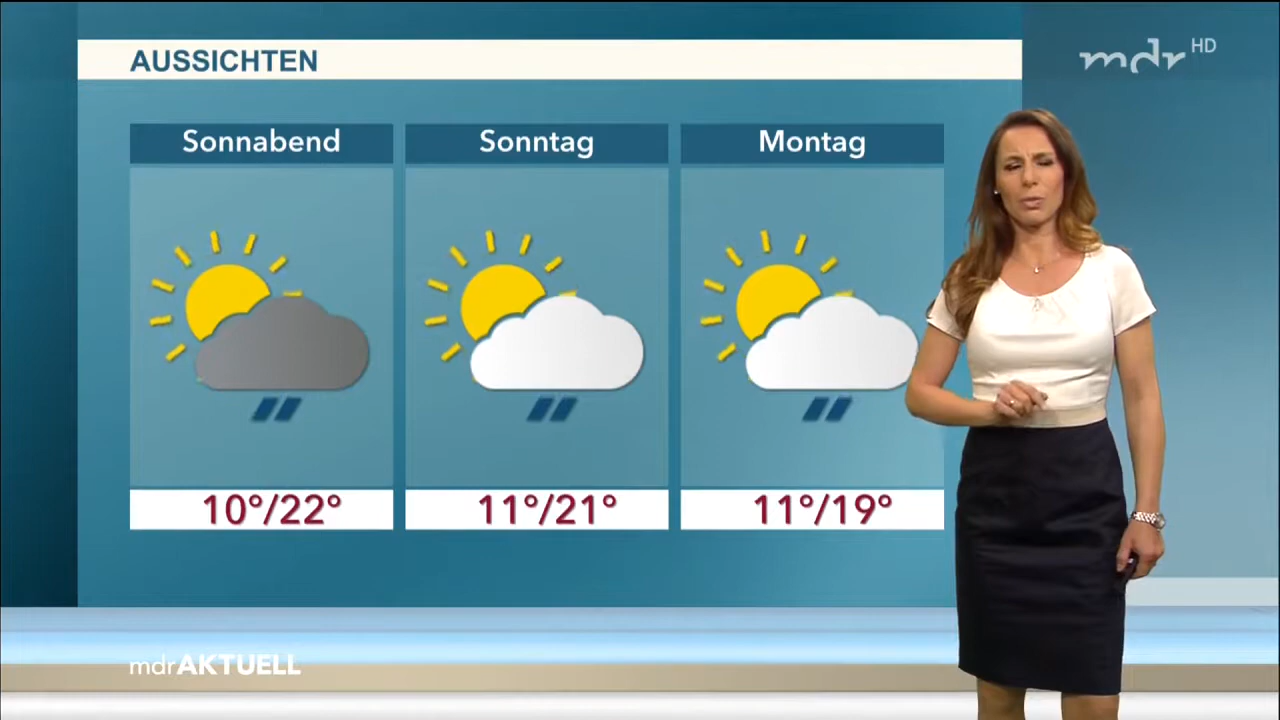 AUSSICHTEN
mdr HD
Sonnabend
Sonntag
Montag
10°/22°
11°/21°
11°/19°
mdrAKTUELL